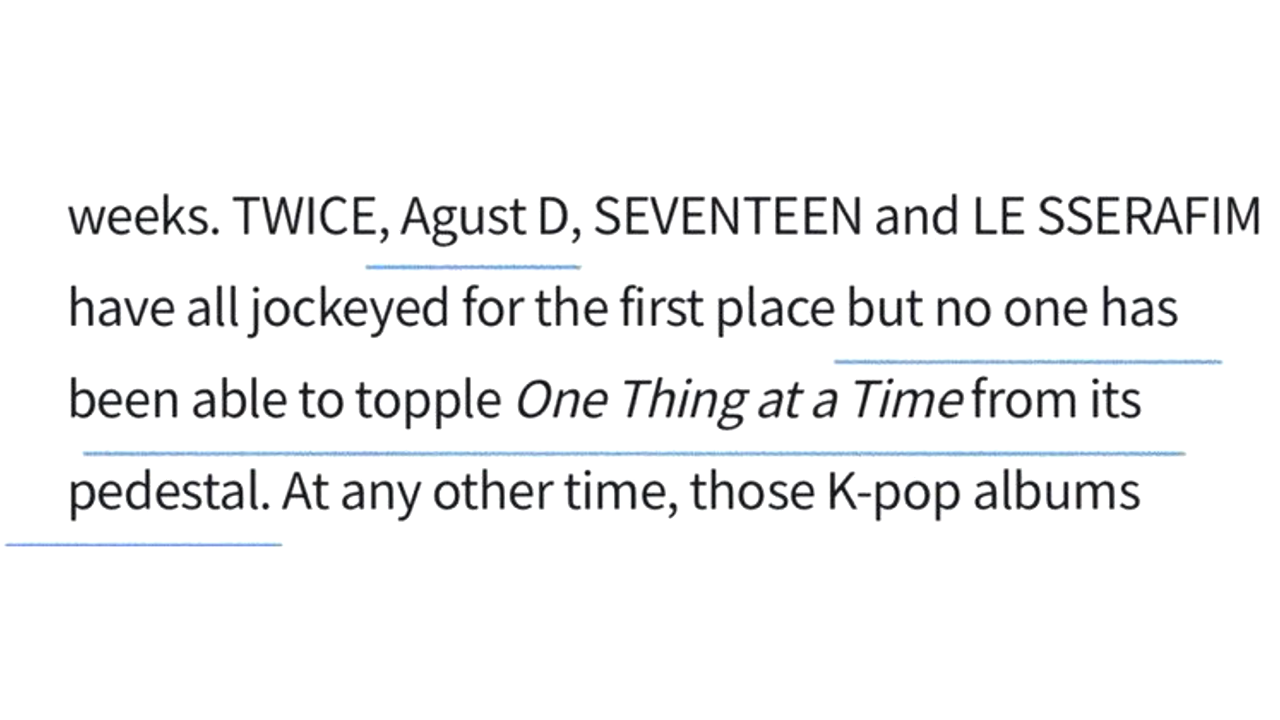 weeks. TWICE, Agust D, SEVENTEEN and LE SSERAFIM
have all jockeyed for the first place but no one has
been able to topple One Thing at a Time from its
pedestal. At any other time, those K-pop albums